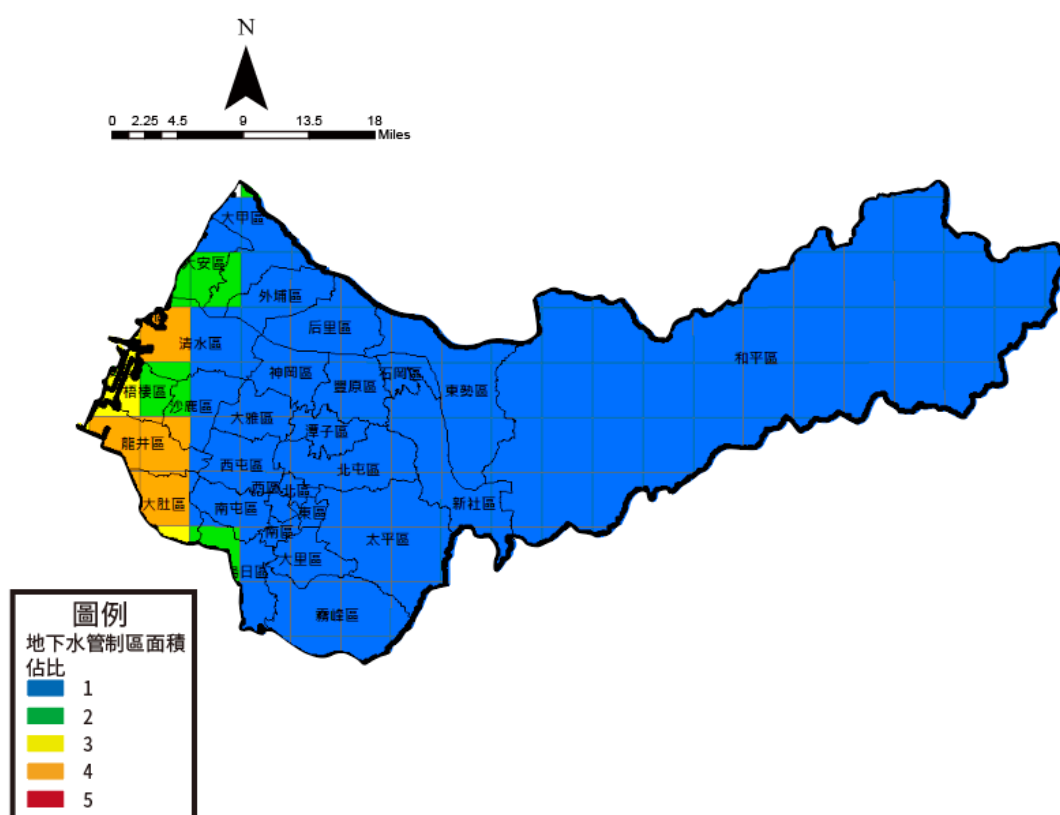 N
0 2.25 4.5 9 13.5 18
Miles
大甲區
大安區
外埔區
后里區
清水區
和平區
神岡區
豐原區
石岡區
東勢區
梧棲區
沙鹿區
大雅區
潭子區
龍井區
西屯區
北屯區
西區
北區
大肚區
南屯區
東區
新社區
南區
太平區
大里區
日區
霧峰區
圖例
地下水管制區面積
佔比
1
2
3
4
5